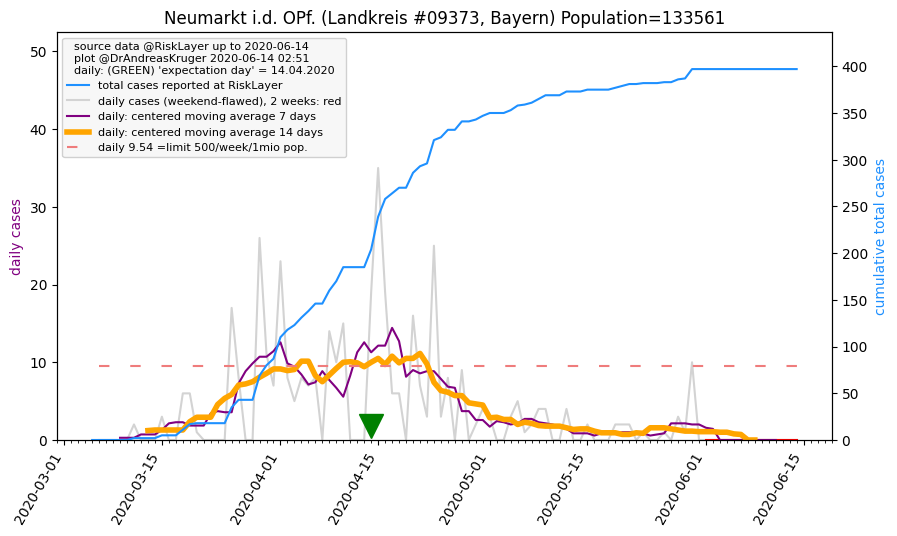 Neumarkt i.d. OPf. (Landkreis #09373, Bayern) Population=133561
source data @RiskLayer up to 2020-06-14
plot @DrAndreasKruger 2020-06-14 02:51
daily: (GREEN) 'expectation day' = 14.04.2020
total cases reported at RiskLayer
daily cases (weekend-flawed), 2 weeks: red
daily: centered moving average 7 days
daily: centered moving average 14 days
daily 9.54 =limit 500/week/1mio pop.
daily cases
50
40
30
20
10
0
cumulative total cases
400
350
300
250
200
150
100
50
0
2020-03-01
2020-03-15
2020-04-01
2020-04-15
2020-05-01
2020-05-15
2020-06-01
2020-06-15